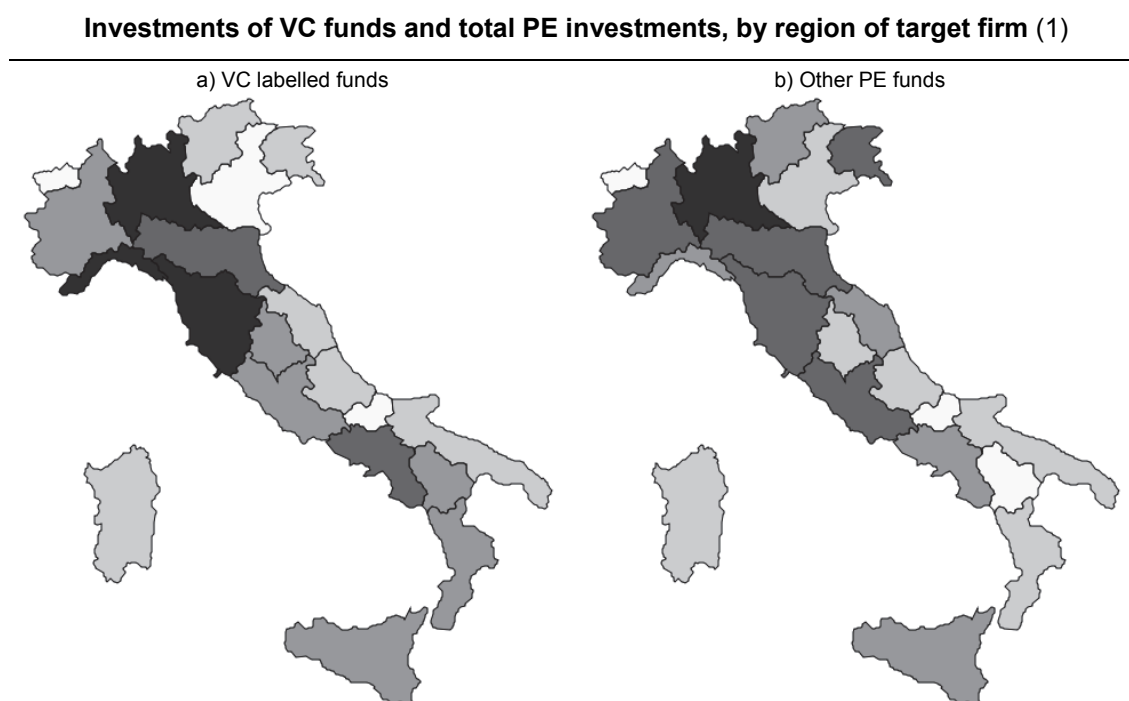 Investments of VC funds and total PE investments, by region of target firm (1)
a) VC labelled funds
b) Other PE funds